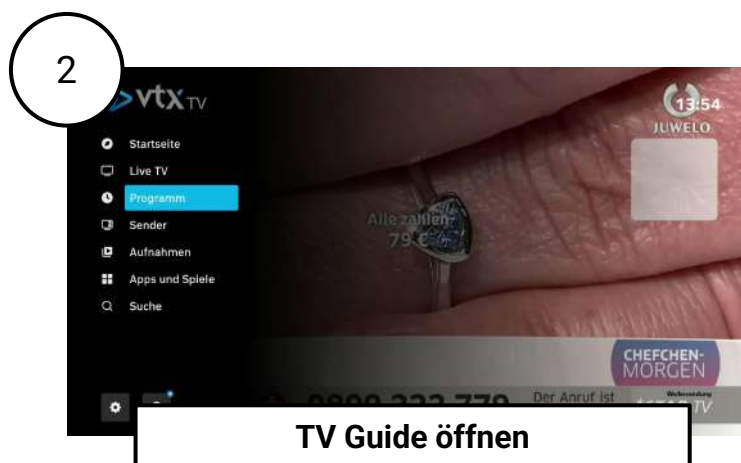 2
vtx TV
13:54
JUWELO
Startseite
Live TV
Programm
Sender
Aufnahmen
Apps und Spiele
Suche
Alle zahlen
79 €
CHEFCHEN-
MORGEN
Der Anruf ist
TV Guide öffnen